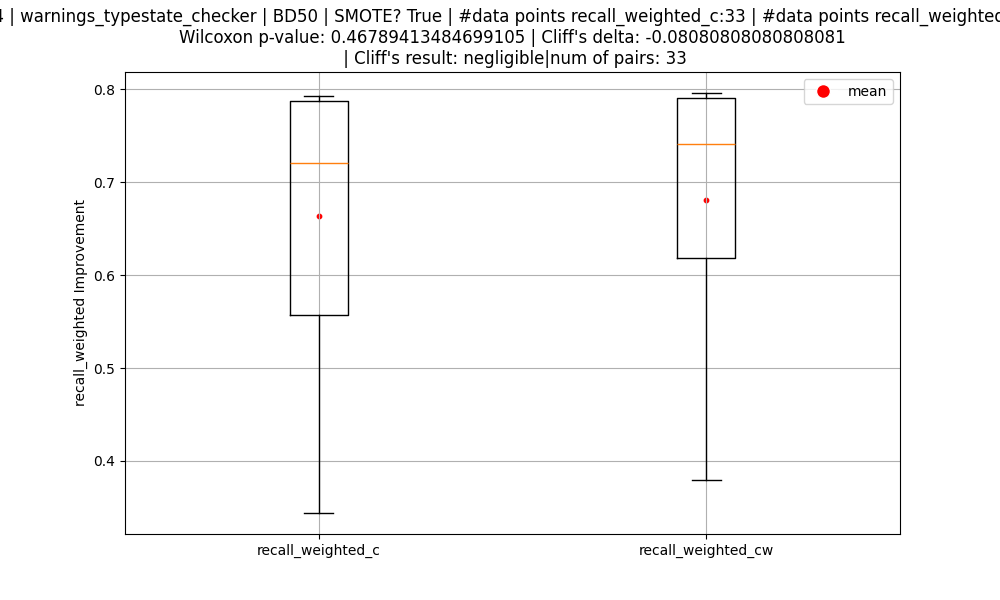 | warnings_typestate_checker | BD50 | SMOTE? True | #data points recall_weighted_c:33 | #data points
Wilcoxon p-value: 0.46789413484699105 | Cliff's delta: -0.08080808080808081
| Cliff's result: negligible|num of pairs: 33
mean
0.8
0.7
0.6
0.5
0.4
recall_weighted Improvement
recall_weighted_c
recall_weighted_cw